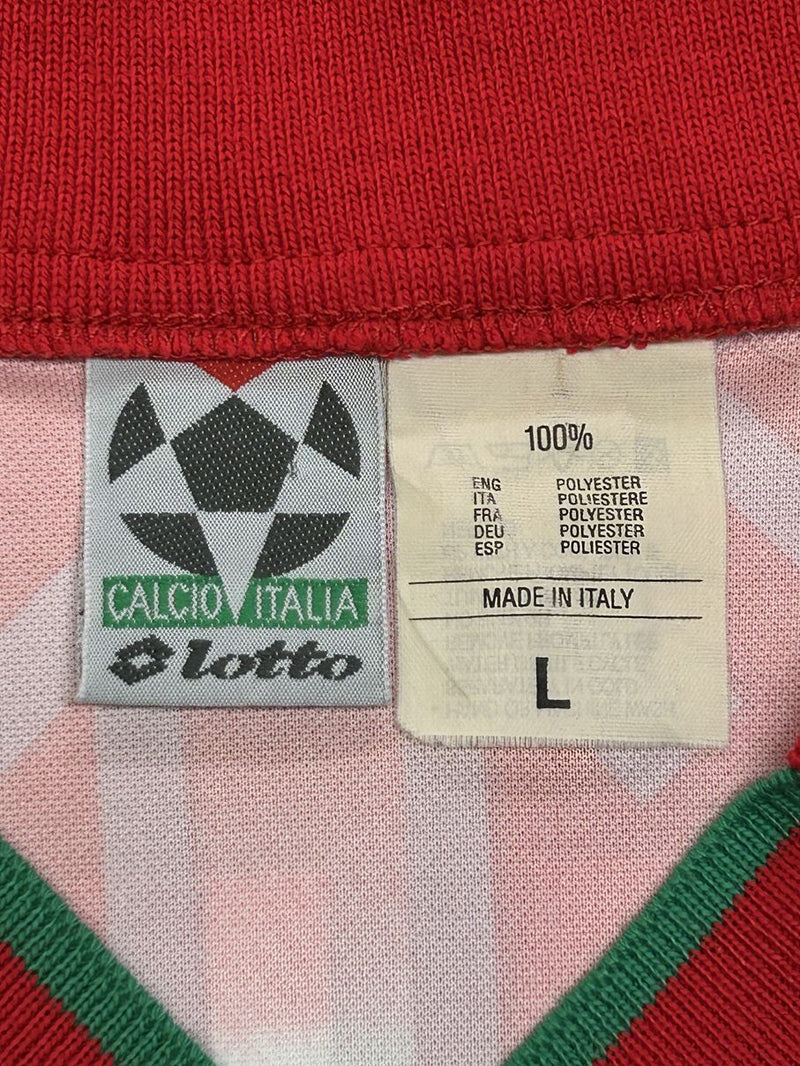 CALCIO ITALIA
lotto
100%
ENG POLYESTER
ITA POLIESTERE
FRA POLYESTER
DEU POLYESTER
ESP POLIESTER
MADE IN ITALY
L